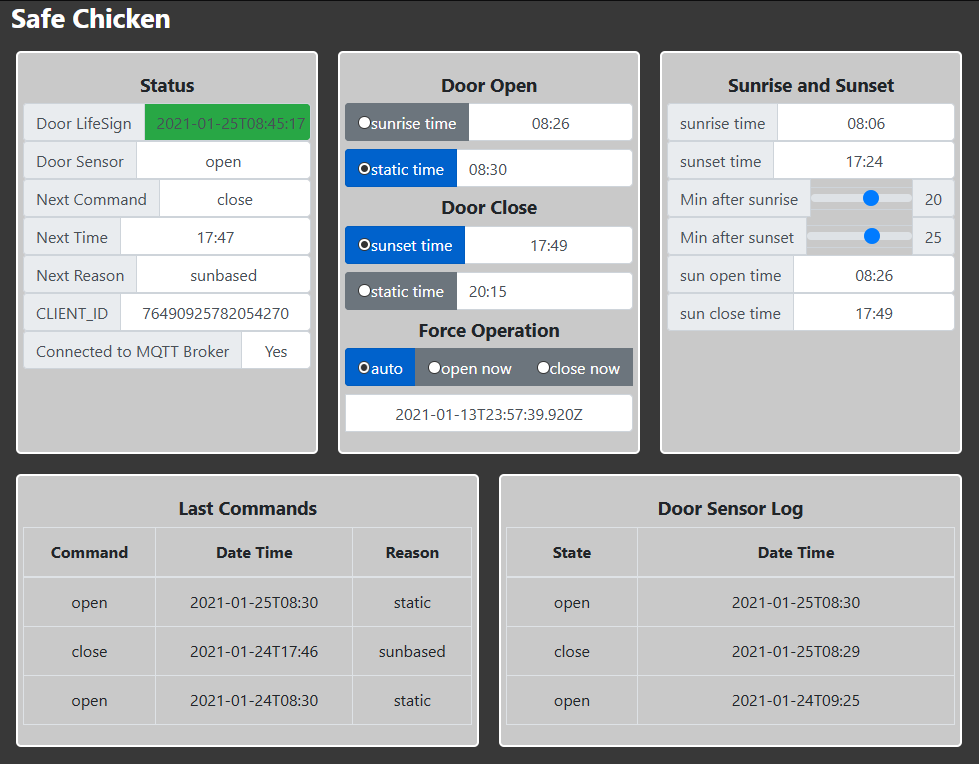 Safe Chicken
Status
Door LifeSign 2021-01-25T08:45:17
Door Sensor open
Next Command close
Next Time 17:47
Next Reason sunbased
CLIENT_ID 76490925782054270
Connected to MQTT Broker Yes
Door Open
sunrise time 08:26
static time 08:30
Door Close
sunset time 17:49
static time 20:15
Force Operation
auto open now close now
2021-01-13T23:57:39.920Z
Sunrise and Sunset
sunrise time 08:06
sunset time 17:24
Min after sunrise 20
Min after sunset 25
sun open time 08:26
sun close time 17:49
Last Commands
Command Date Time Reason
open 2021-01-25T08:30 static
close 2021-01-24T17:46 sunbased
open 2021-01-24T08:30 static
Door Sensor Log
State Date Time
open 2021-01-25T08:30
close 2021-01-25T08:29
open 2021-01-24T09:25